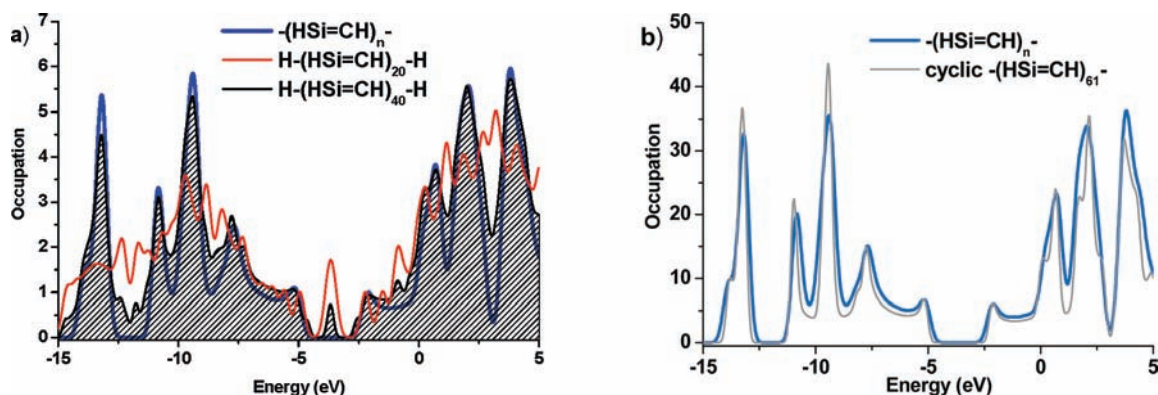 a)
-(HSi=CH)n-
H-(HSi=CH)20-H
H-(HSi=CH)40-H
Occupation
7
6
5
4
3
2
1
0
-15
-10
-5
0
5
Energy (eV)
b)
-(HSi=CH)n-
cyclic -(HSi=CH)61-
Occupation
50
40
30
20
10
0
-15
-10
-5
0
5
Energy (eV)